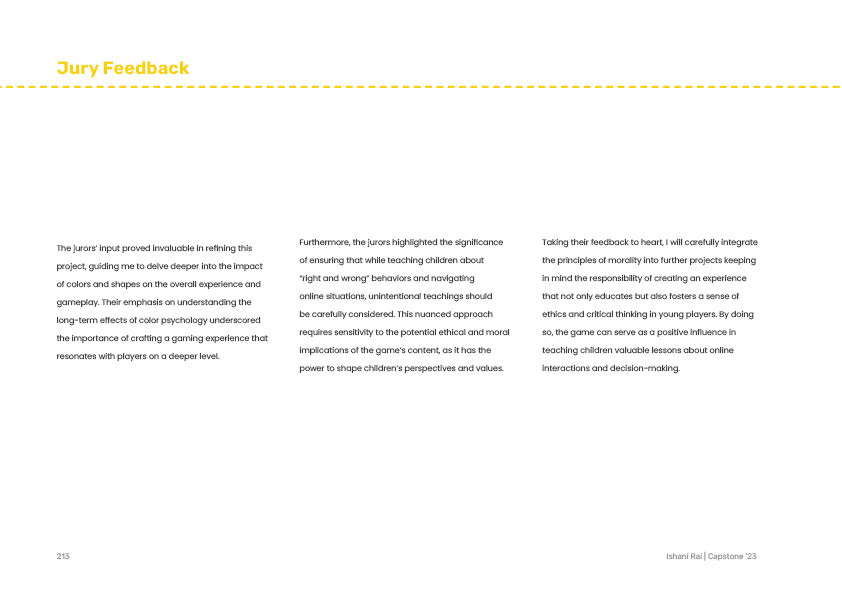 Jury Feedback
The jurors' input proved invaluable in refining this
project, guiding me to delve deeper into the impact
of colors and shapes on the overall experience and
gameplay. Their emphasis on understanding the
long-term effects of color psychology underscored
the importance of crafting a gaming experience that
resonates with players on a deeper level.
Furthermore, the jurors highlighted the significance
of ensuring that while teaching children about
"right and wrong" behaviors and navigating
online situations, unintentional teachings should
be carefully considered. This nuanced approach
requires sensitivity to the potential ethical and moral
implications of the game's content, as it has the
power to shape children's perspectives and values.
Taking their feedback to heart, I will carefully integrate
the principles of morality into further projects keeping
in mind the responsibility of creating an experience
that not only educates but also fosters a sense of
ethics and critical thinking in young players. By doing
so, the game can serve as a positive influence in
teaching children valuable lessons about online
interactions and decision-making.
213
Ishani Rai | Capstone '23